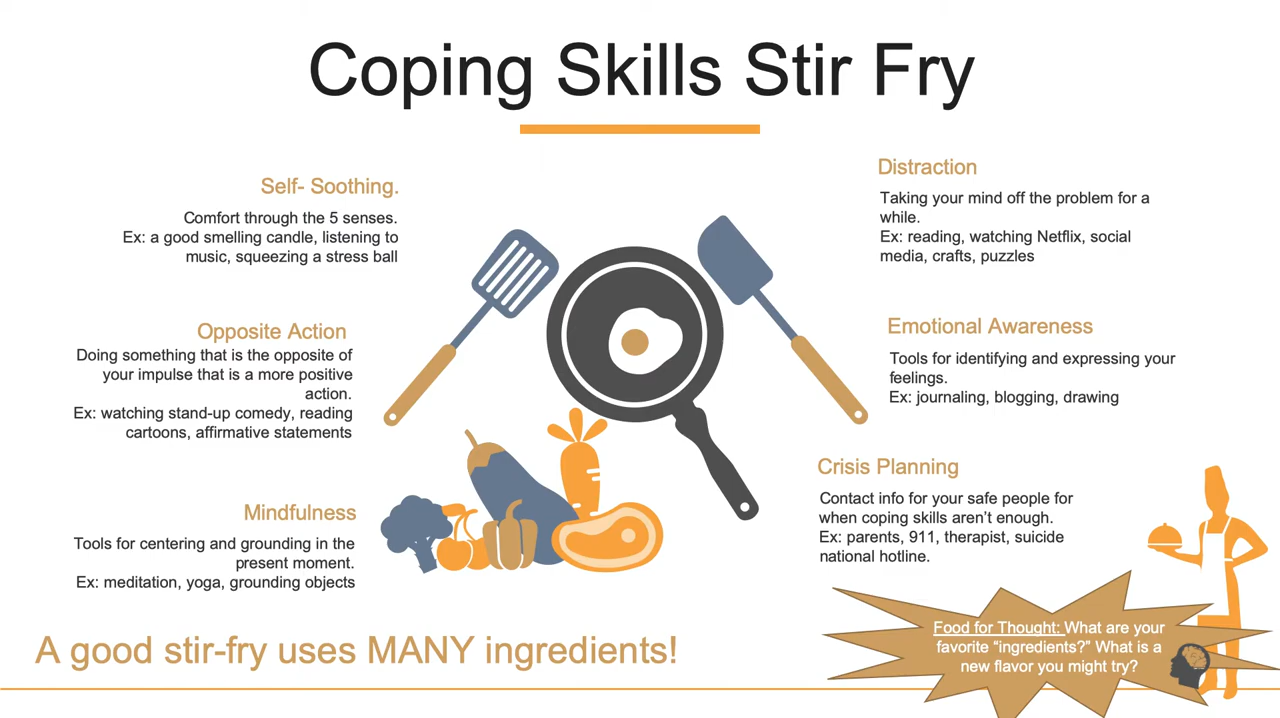 Coping Skills Stir Fry
Self- Soothing.
Comfort through the 5 senses.
Ex: a good smelling candle, listening to
music, squeezing a stress ball
Opposite Action
Doing something that is the opposite of
your impulse that is a more positive
action.
Ex: watching stand-up comedy, reading
cartoons, affirmative statements
Mindfulness
Tools for centering and grounding in the
present moment.
Ex: meditation, yoga, grounding objects
Distraction
Taking your mind off the problem for a
while.
Ex: reading, watching Netflix, social
media, crafts, puzzles
Emotional Awareness
Tools for identifying and expressing your
feelings.
Ex: journaling, blogging, drawing
Crisis Planning
Contact info for your safe people for
when coping skills aren’t enough.
Ex: parents, 911, therapist, suicide
national hotline.
A good stir-fry uses MANY ingredients!
Food for Thought: What are your
favorite “ingredients?” What is a
new flavor you might try?